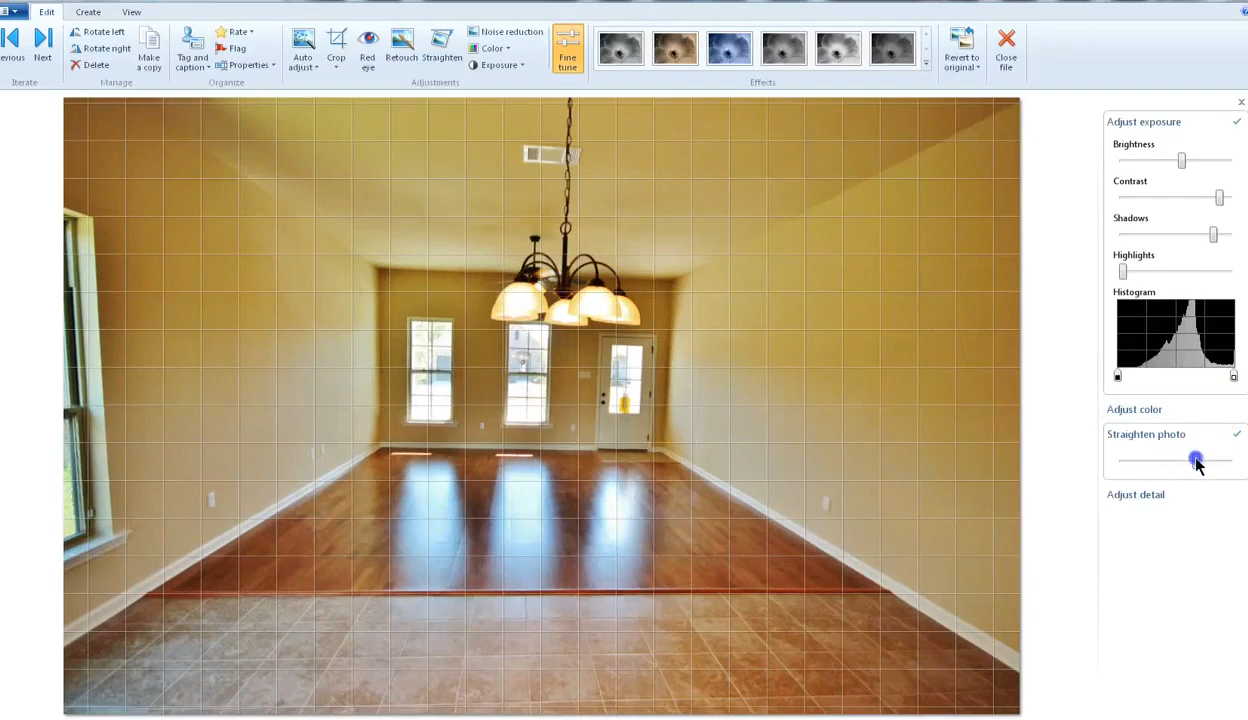 Edit Create View
evious
Next
Rotate left
Rotate right
Delete
Make
a copy
Tag and
caption
Rate
Flag
Properties
Auto
adjust
Crop
Red
eye
Retouch
Straighten
Noise reduction
Color
Exposure
Fine
tune
Revert to
original
Close
file
Iterate
Manage
Organize
Adjustments
Effects
Adjust exposure
Brightness
Contrast
Shadows
Highlights
Histogram
Adjust color
Straighten photo
Adjust detail